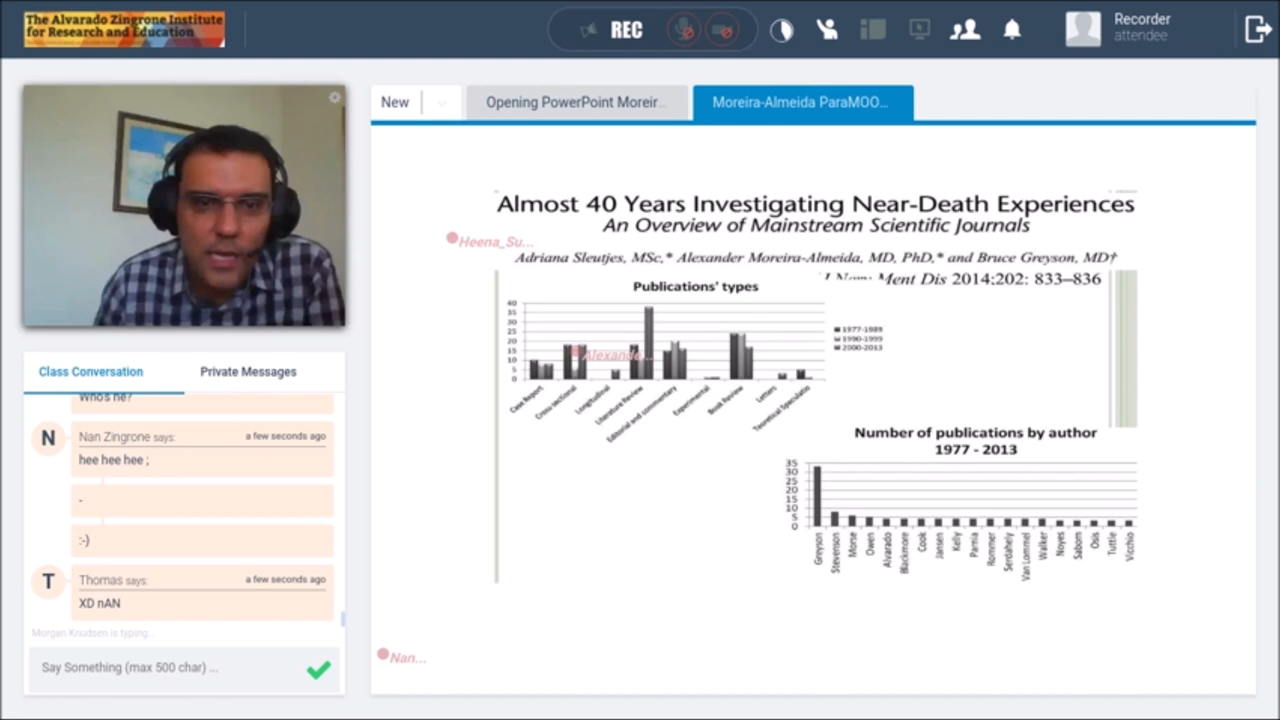 The Alvarado Zingrone Institute
for Research and Education
REC
Recorder
attendee
New
Opening PowerPoint Moreir...
Moreira-Almeida ParaMOO...
Class Conversation
Private Messages
Who's he?
N
Nan Zingrone says:
a few seconds ago
hee hee hee ;
-
:-)
T
Thomas says:
a few seconds ago
XD nAN
Morgan Knudsen is typing...
Say Something (max 500 char) ...
Almost 40 Years Investigating Near-Death Experiences
An Overview of Mainstream Scientific Journals
Heena_Su...
Adriana Sleutjes, MSc,* Alexander Moreira-Almeida, MD, PhD,* and Bruce Greyson, MD†
Ment Dis 2014;202: 833–836
Publications' types
40
35
30
25
20
15
10
5
0
Alexand...
1977-1989
1990-1999
2000-2013
Case Report
Cross-sectional
Longitudinal
Literature Review
Editorial and commentary
Experimental
Book Review
Letters
Teoretical Speculatio
Number of publications by author
1977 - 2013
35
30
25
20
15
10
5
0
Greyson
Stevenson
Morse
Owen
Alvarado
Blackmore
Cook
Jansen
Kelly
Parnia
Rommer
Serdahely
Van Lommel
Walker
Noyes
Sabom
Osis
Tuttle
Vicchio
Nan...